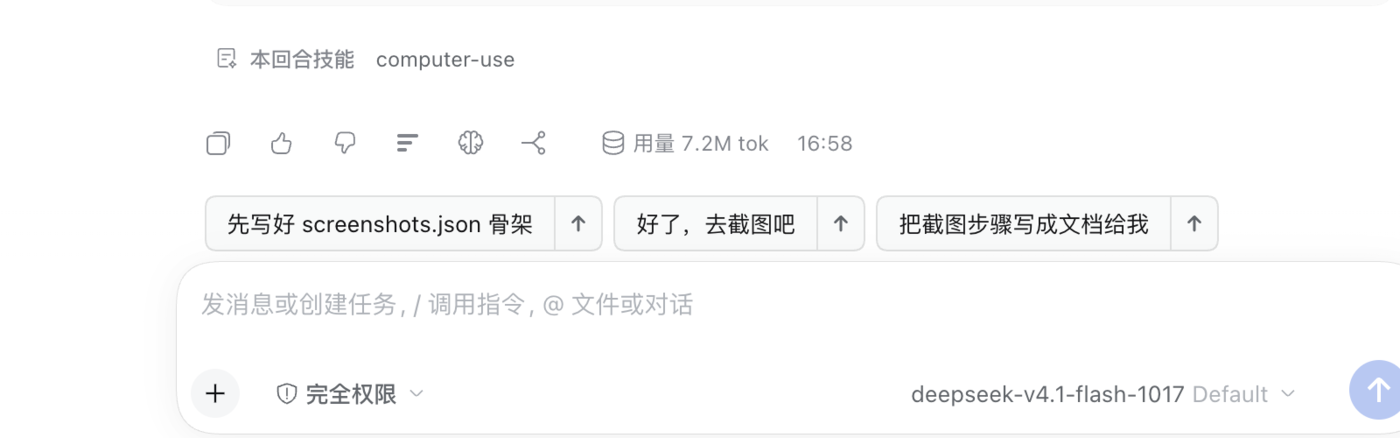 本回合技能 computer-use
用量 7.2M tok 16:58
先写好 screenshots.json 骨架
好了，去截图吧
把截图步骤写成文档给我
发消息或创建任务, / 调用指令, @ 文件或对话
完全权限
deepseek-v4.1-flash-1017 Default